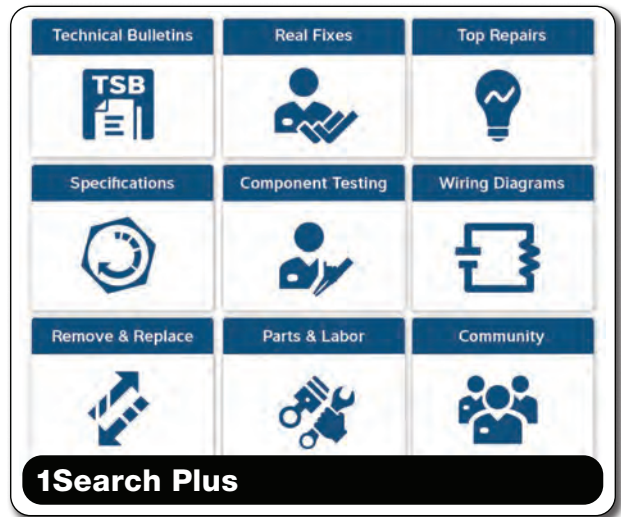 Technical Bulletins
Real Fixes
Top Repairs
TSB
Specifications
Component Testing
Wiring Diagrams
Remove & Replace
Parts & Labor
Community
1Search Plus